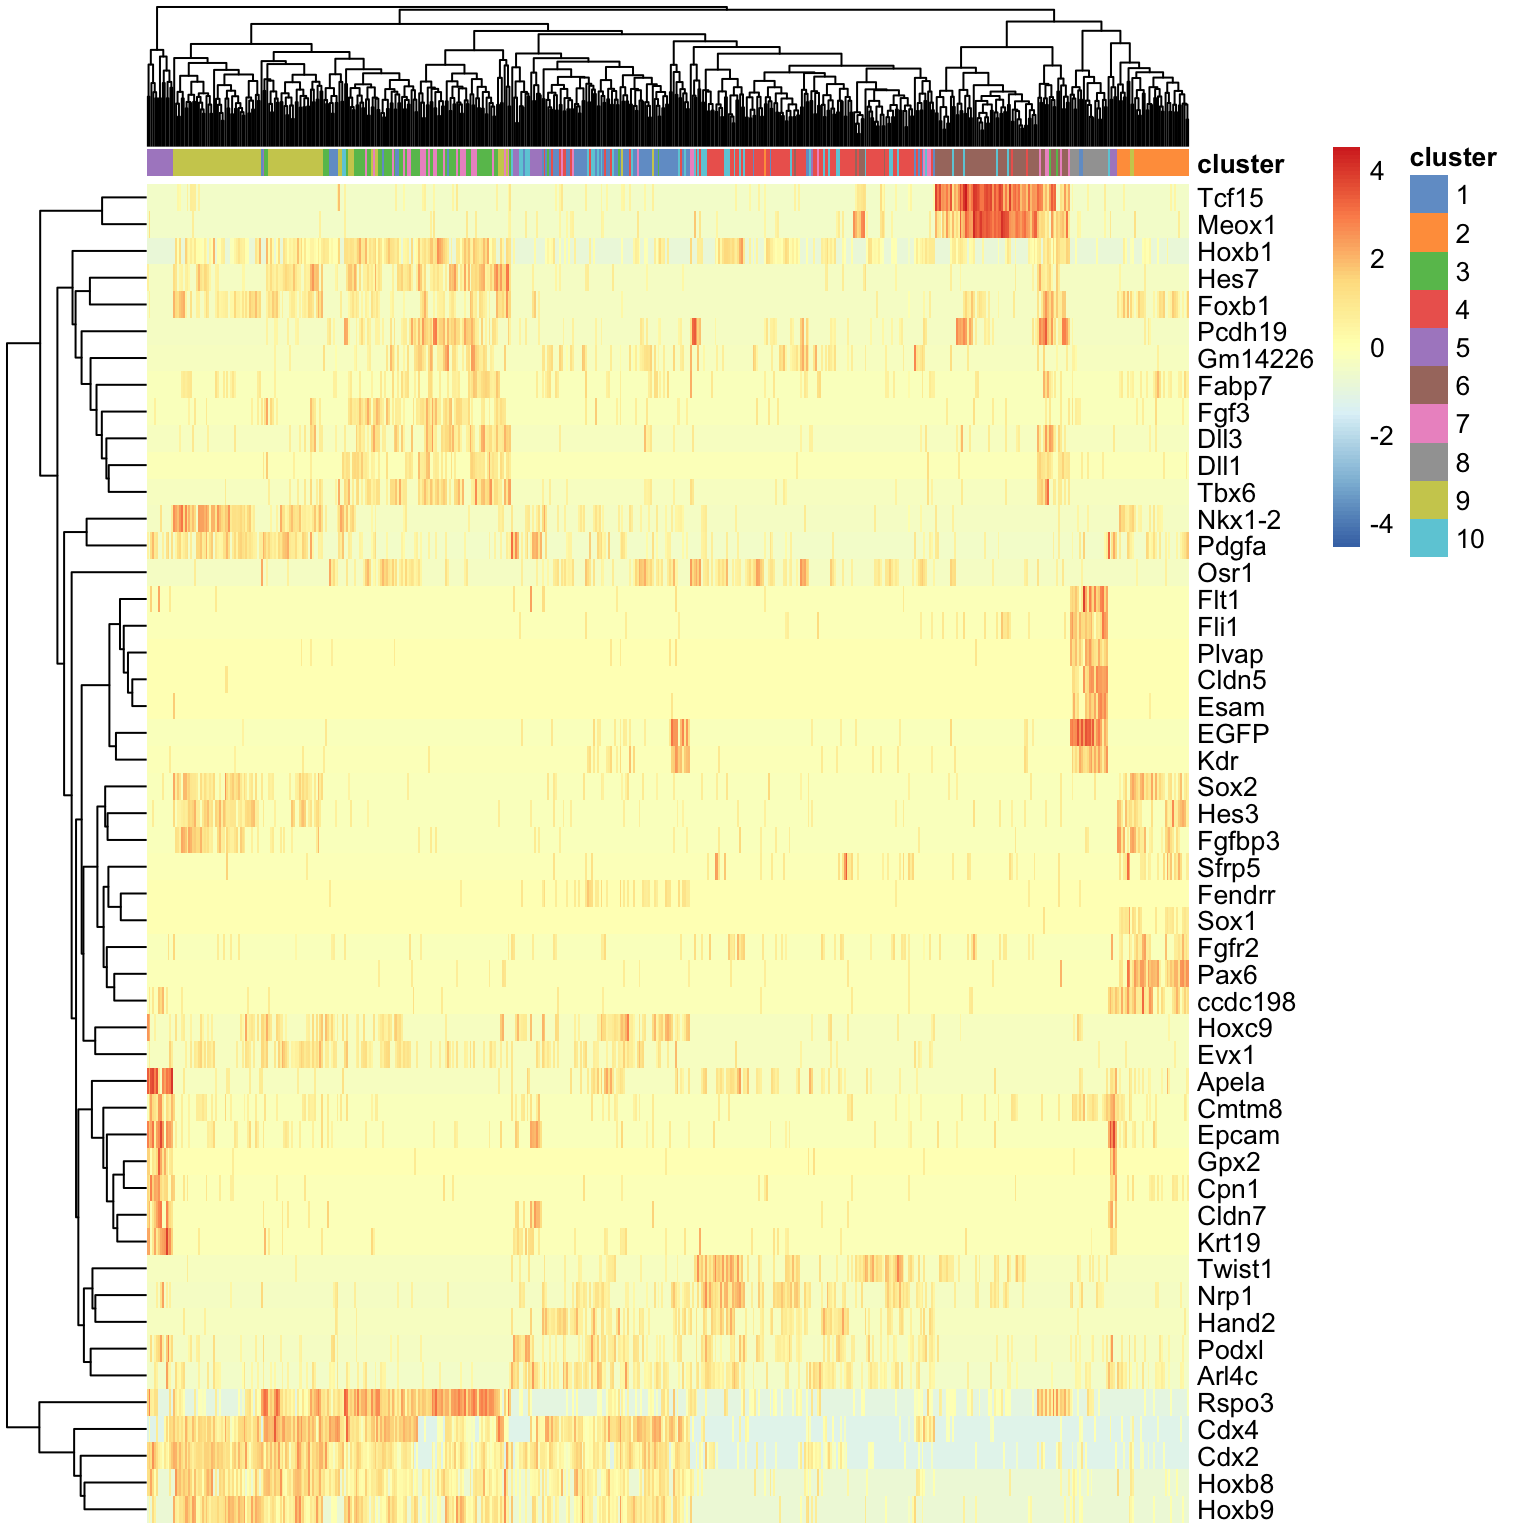 cluster
Tcf15
Meox1
Hoxb1
Hes7
Foxb1
Pcdh19
Gm14226
Fabp7
Fgf3
Dll3
Dll1
Tbx6
Nkx1-2
Pdgfa
Osr1
Flt1
Fli1
Plvap
Cldn5
Esam
EGFP
Kdr
Sox2
Hes3
Fgfbp3
Sfrp5
Fendrr
Sox1
Fgfr2
Pax6
ccdc198
Hoxc9
Evx1
Apela
Cmtm8
Epcam
Gpx2
Cpn1
Cldn7
Krt19
Twist1
Nrp1
Hand2
Podxl
Arl4c
Rspo3
Cdx4
Cdx2
Hoxb8
Hoxb9
4
2
0
-2
-4
cluster
1
2
3
4
5
6
7
8
9
10